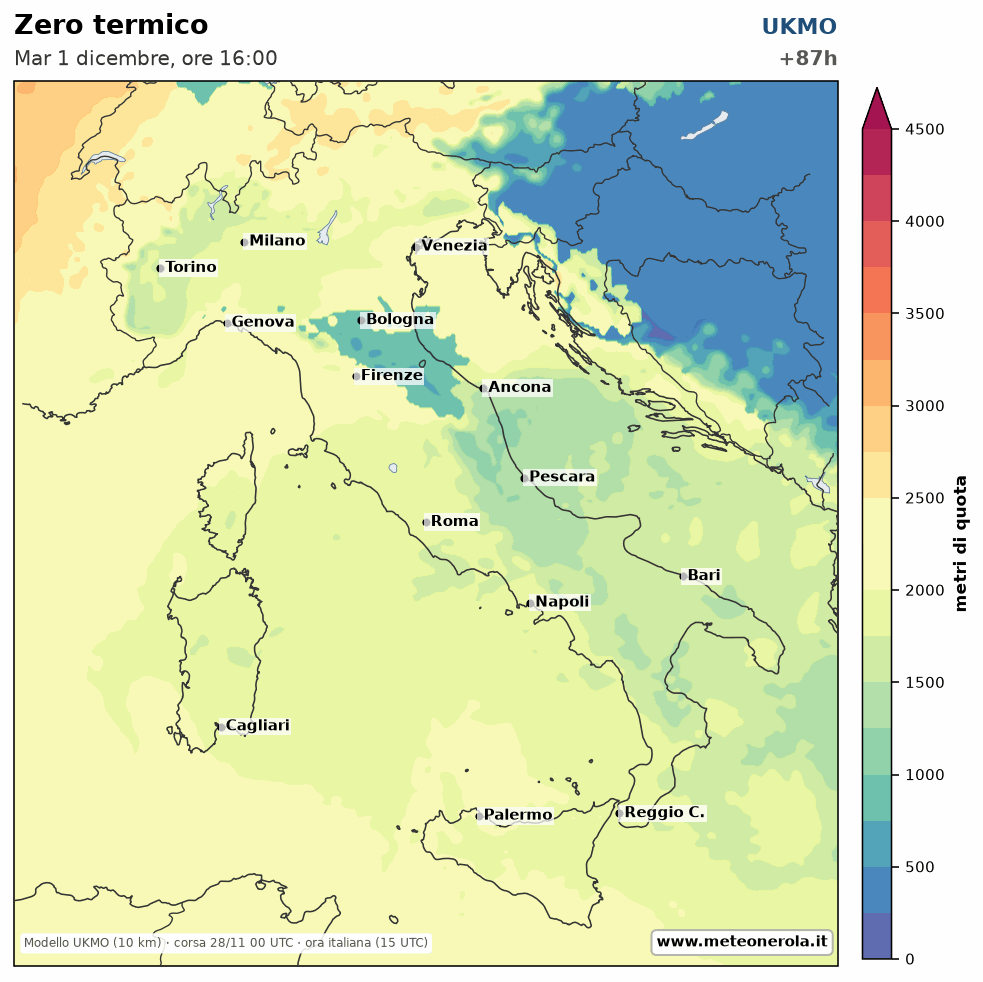 Zero termico
UKMO
Mar 1 dicembre, ore 16:00
+87h
Milano
Venezia
Torino
Genova
Bologna
Firenze
Ancona
Pescara
Roma
Bari
Napoli
Cagliari
Palermo
Reggio C.
4500
4000
3500
3000
2500
2000
1500
1000
500
0
metri di quota
Modello UKMO (10 km) · corsa 28/11 00 UTC · ora italiana (15 UTC)
www.meteonerola.it